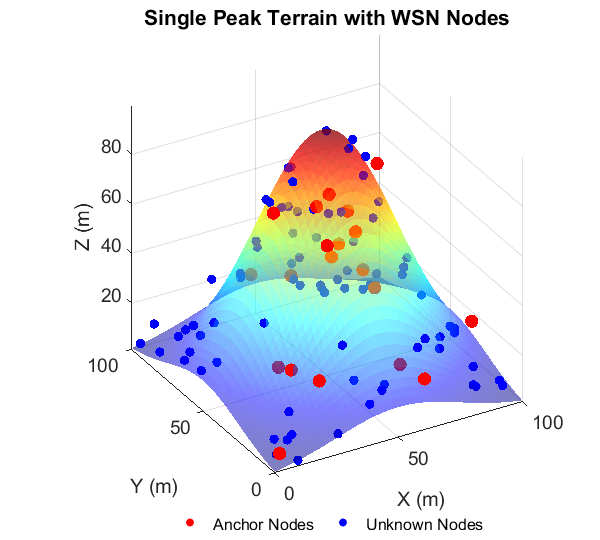 Single Peak Terrain with WSN Nodes
80
60
40
20
Z (m)
100
50
0
Y (m)
0
50
100
X (m)
Anchor Nodes
Unknown Nodes